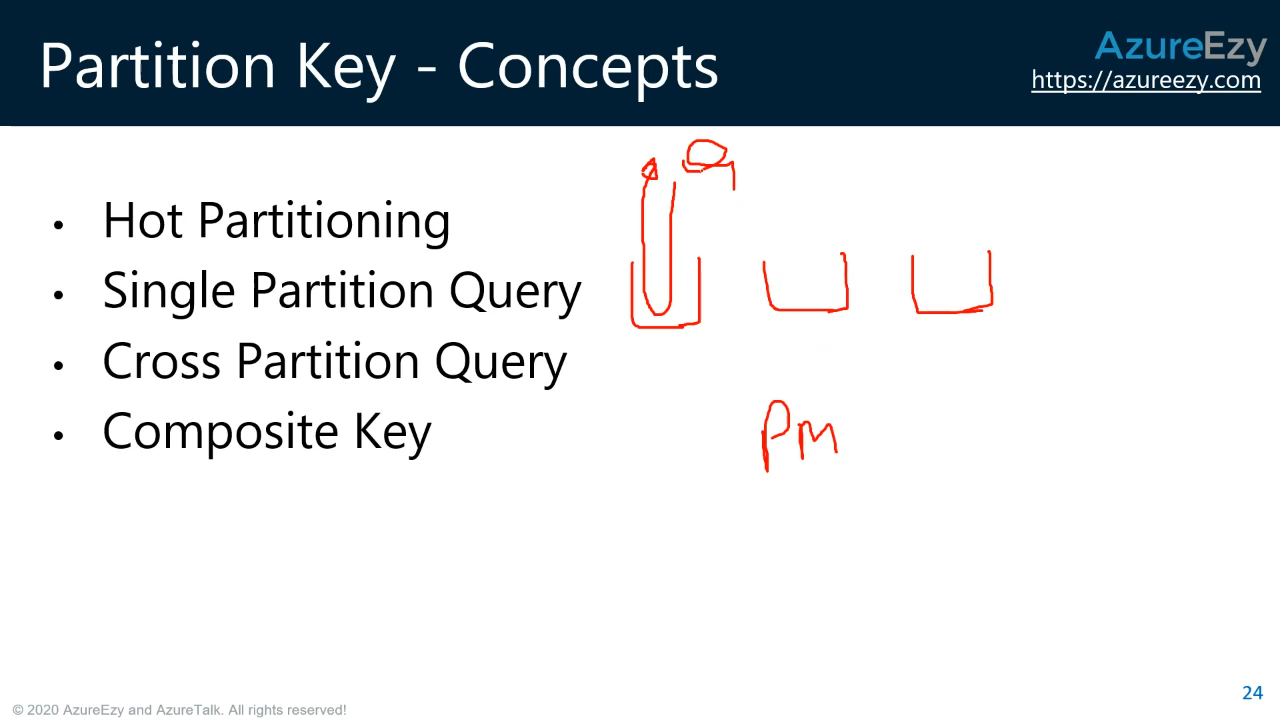 Partition Key - Concepts
AzureEzy
https://azureezy.com
• Hot Partitioning
• Single Partition Query
• Cross Partition Query
• Composite Key
PM
24
© 2020 AzureEzy and AzureTalk. All rights reserved!